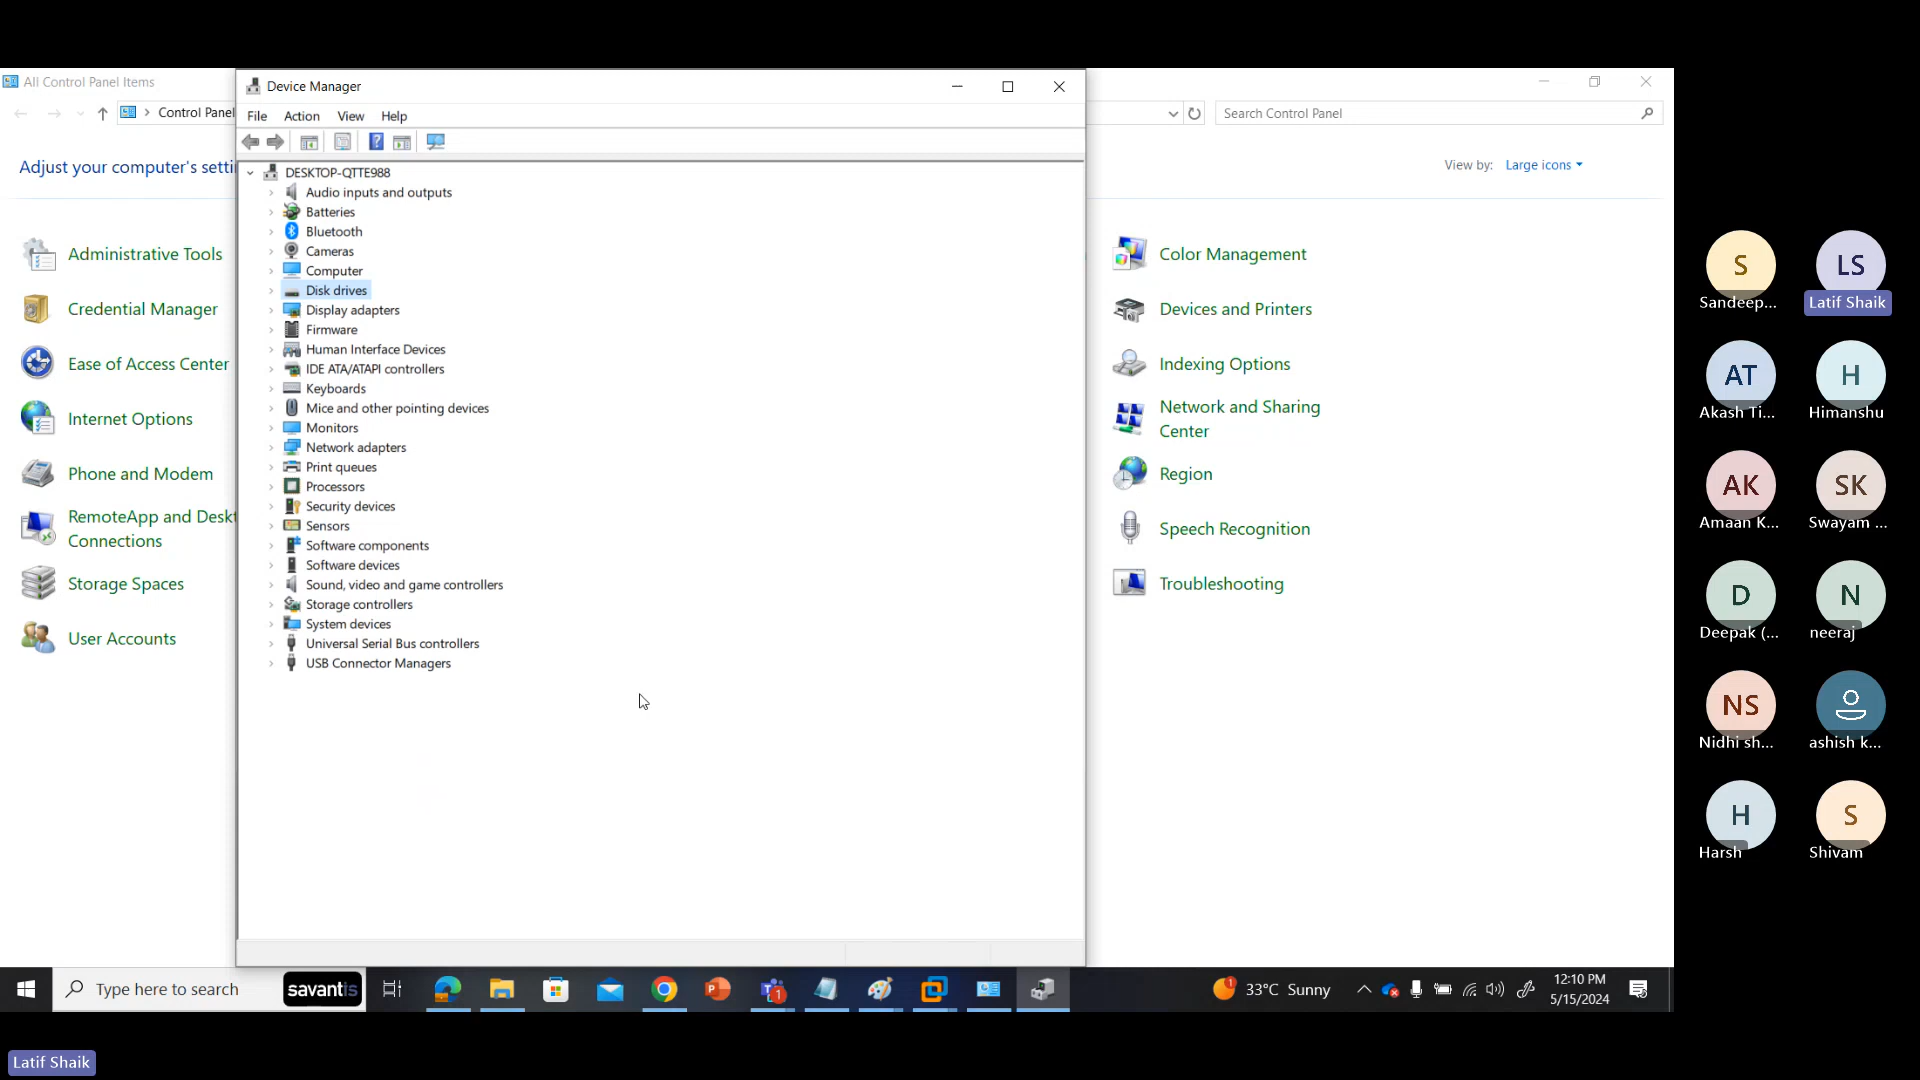 All Control Panel Items
Control Panel
Search Control Panel
Adjust your computer's setti
View by: Large icons
Administrative Tools
Credential Manager
Ease of Access Center
Internet Options
Phone and Modem
RemoteApp and Deskt
Connections
Storage Spaces
User Accounts
Device Manager
File Action View Help
DESKTOP-QTTE988
Audio inputs and outputs
Batteries
Bluetooth
Cameras
Computer
Disk drives
Display adapters
Firmware
Human Interface Devices
IDE ATA/ATAPI controllers
Keyboards
Mice and other pointing devices
Monitors
Network adapters
Print queues
Processors
Security devices
Sensors
Software components
Software devices
Sound, video and game controllers
Storage controllers
System devices
Universal Serial Bus controllers
USB Connector Managers
Color Management
Devices and Printers
Indexing Options
Network and Sharing
Center
Region
Speech Recognition
Troubleshooting
S
Sandeep...
LS
Latif Shaik
AT
Akash Ti...
H
Himanshu
AK
Amaan K...
SK
Swayam ...
D
Deepak (...
N
neeraj
NS
Nidhi sh...
ashish k...
H
Harsh
S
Shivam
Type here to search
savantis
P
1
1
33°C Sunny
12:10 PM
5/15/2024
Latif Shaik